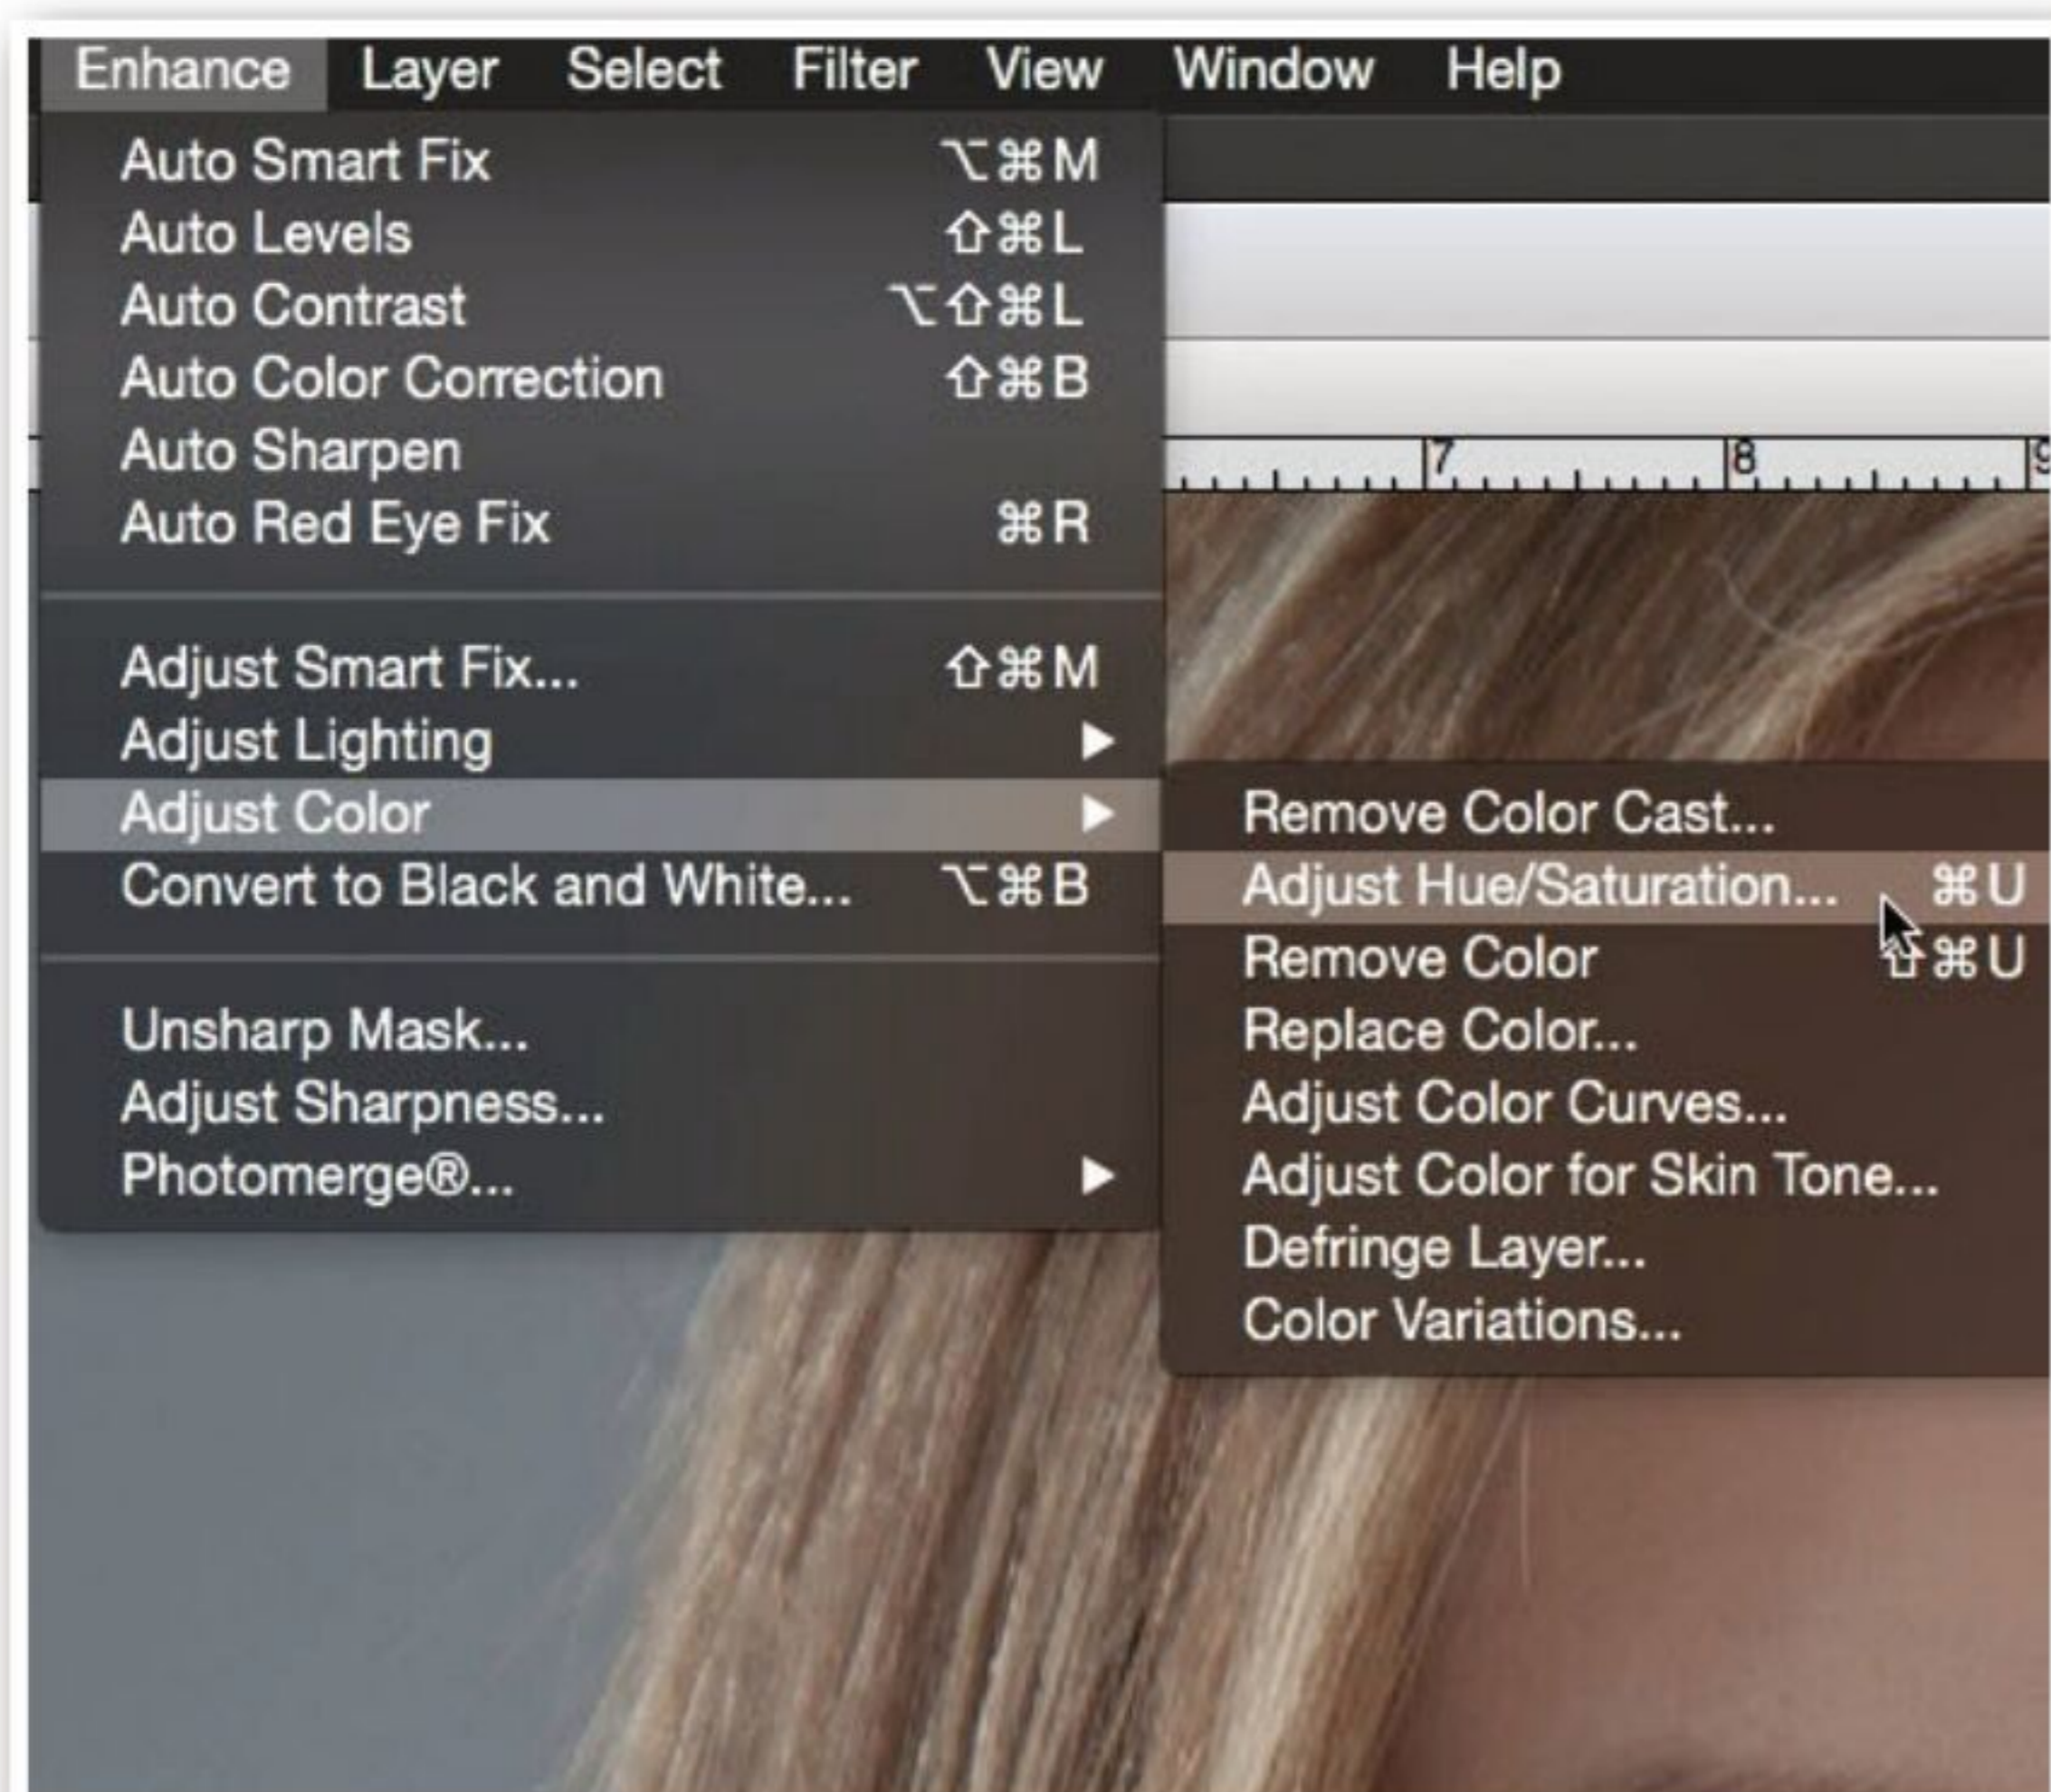 Enhance Layer Select Filter View Window Help
Auto Smart Fix ⌥⌘M
Auto Levels ⇧⌘L
Auto Contrast ⌥⇧⌘L
Auto Color Correction ⇧⌘B
Auto Sharpen
Auto Red Eye Fix ⌘R
7 8 9
Adjust Smart Fix... ⇧⌘M
Adjust Lighting ▶
Adjust Color ▶
Convert to Black and White... ⌥⌘B
Unsharp Mask...
Adjust Sharpness...
Photomerge®... ▶
Remove Color Cast...
Adjust Hue/Saturation... ⌘U
Remove Color ⇧⌘U
Replace Color...
Adjust Color Curves...
Adjust Color for Skin Tone...
Defringe Layer...
Color Variations...